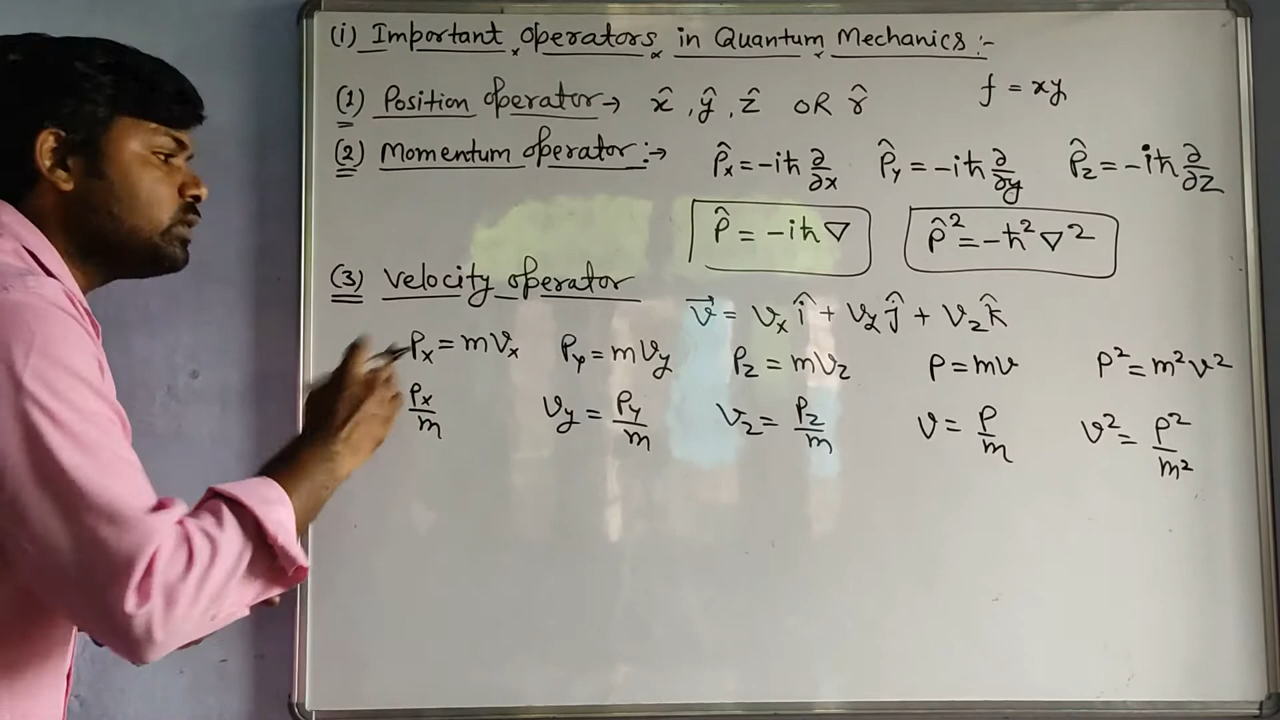 (i) Important operators in Quantum Mechanics :-
(1) Position operator → x̂ , ŷ , ẑ OR r̂ f = xy
(2) Momentum operator :→ P̂x = -iħ ∂/∂x P̂y = -iħ ∂/∂y P̂z = -iħ ∂/∂z
P̂ = -iħ∇ P̂² = -ħ²∇²
(3) Velocity operator
v⃗ = vx î + vy ĵ + vz k̂
Px = mvx Py = mvy Pz = mvz P = mv P² = m²v²
Px/m vy = Py/m vz = Pz/m v = P/m v² = P²/m²